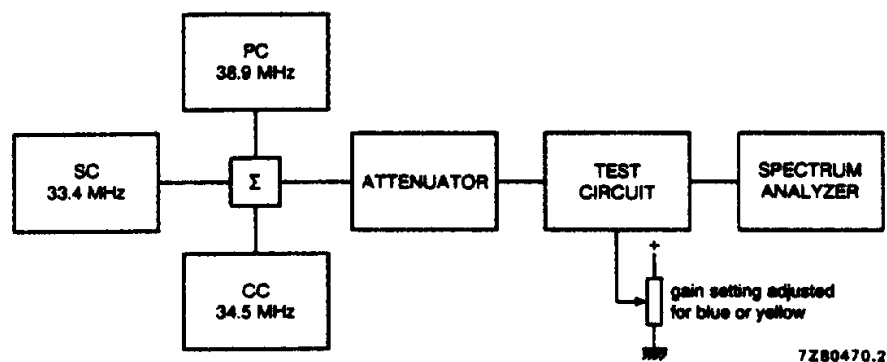 PC
38.9 MHz
SC
33.4 MHz
Σ
ATTENUATOR
TEST
CIRCUIT
SPECTRUM
ANALYZER
CC
34.5 MHz
+
gain setting adjusted
for blue or yellow
7Z80470.2